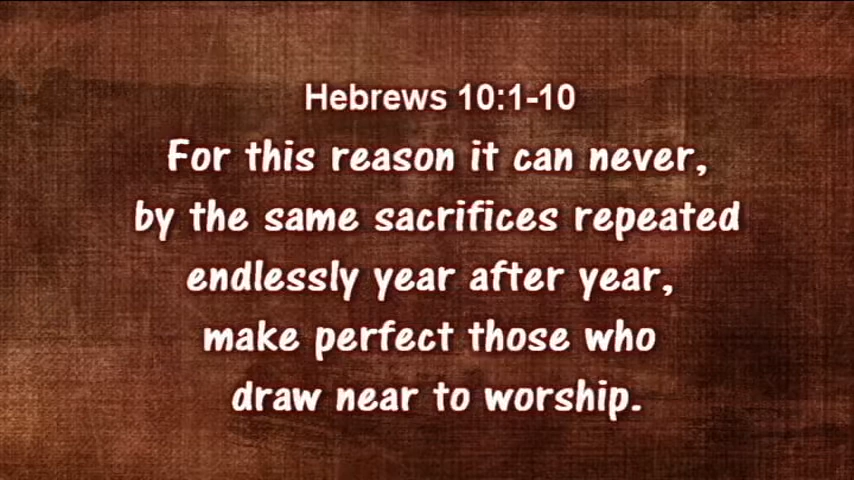 Hebrews 10:1-10
For this reason it can never,
by the same sacrifices repeated
endlessly year after year,
make perfect those who
draw near to worship.